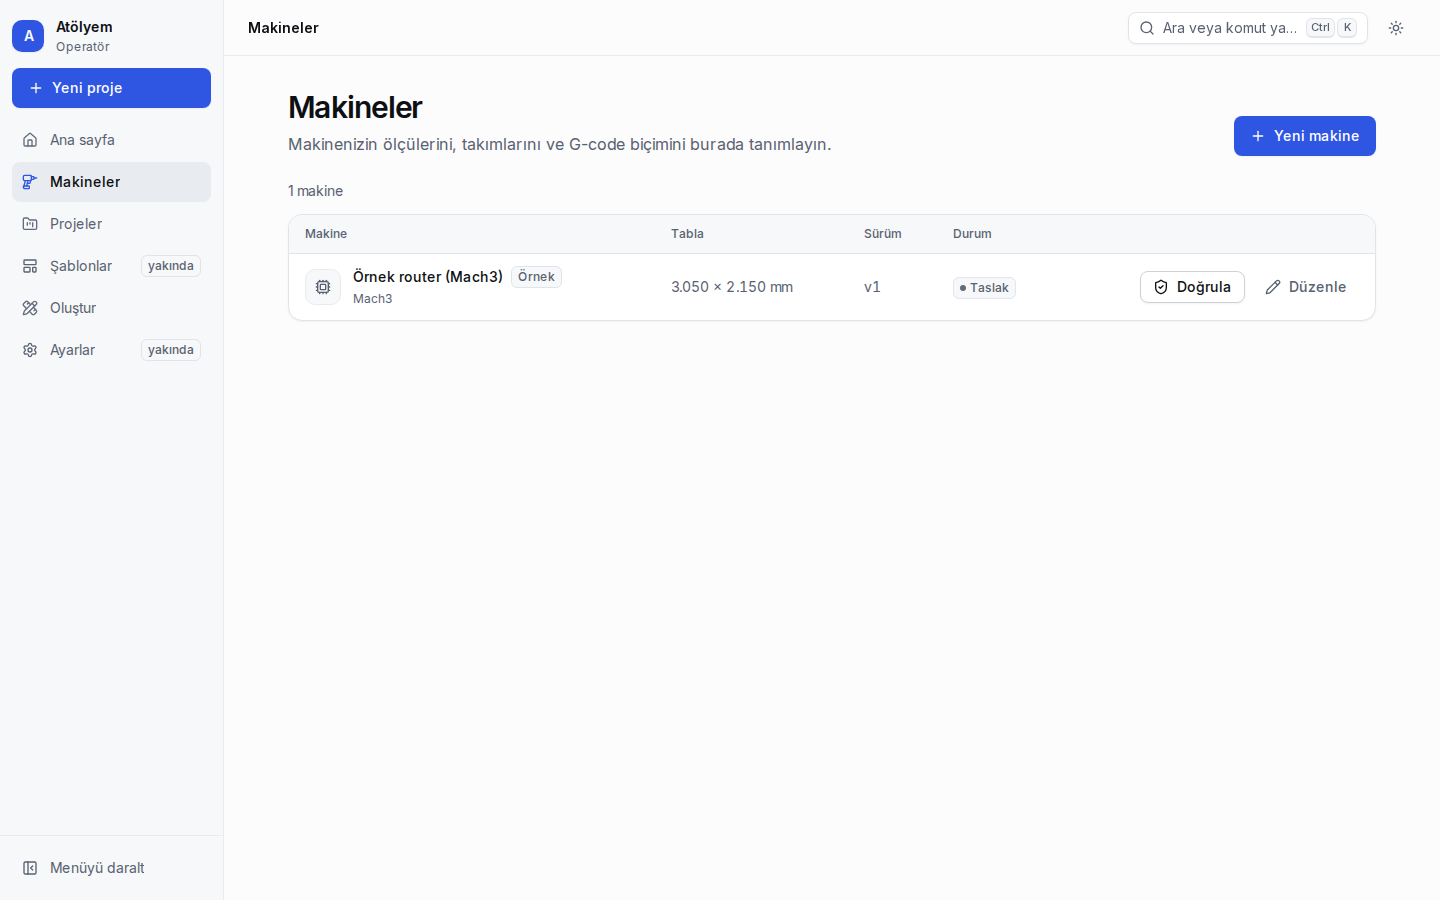 A
Atölyem
Operatör
Yeni proje
Ana sayfa
Makineler
Projeler
Şablonlar yakında
Oluştur
Ayarlar yakında
Menüyü daralt
Makineler
Ara veya komut ya... Ctrl K
Makineler
Makinenizin ölçülerini, takımlarını ve G-code biçimini burada tanımlayın.
Yeni makine
1 makine
Makine Tabla Sürüm Durum
Örnek router (Mach3) Örnek
Mach3
3.050 × 2.150 mm v1 Taslak Doğrula Düzenle